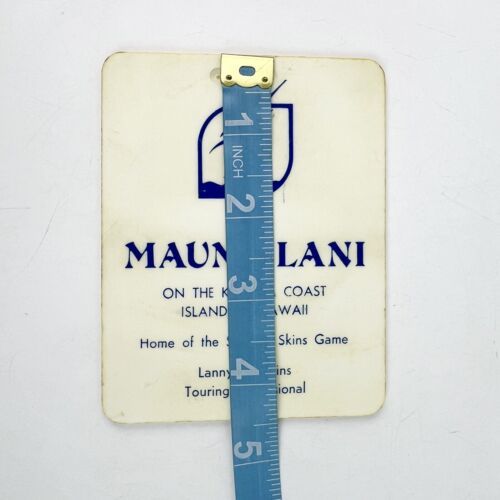 1
INCH
2
MAUN LANI
3
ON THE K COAST
ISLAND AWAII
Home of the S Skins Game
4
Lanny ins
Touring ional
5